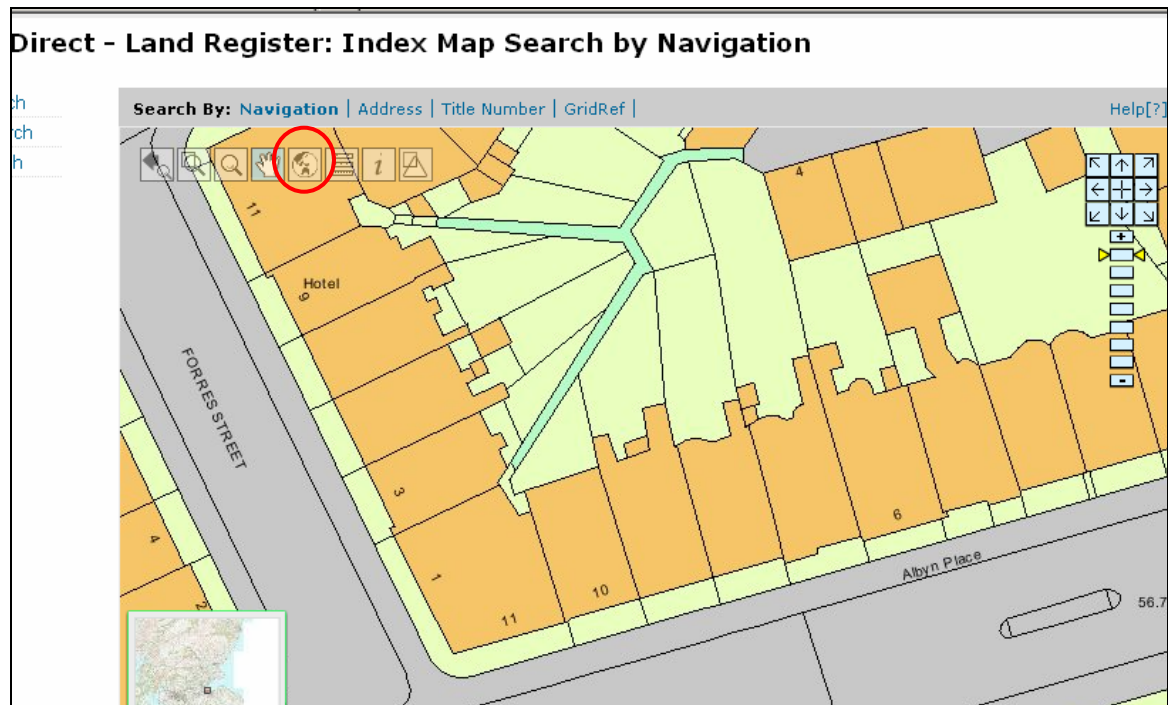 Direct - Land Register: Index Map Search by Navigation
ch
rch
h
Search By: Navigation | Address | Title Number | GridRef |
Help[?]
i
11
4
Hotel
9
FORRES STREET
3
6
4
Albyn Place
1
10
56.7
2
11